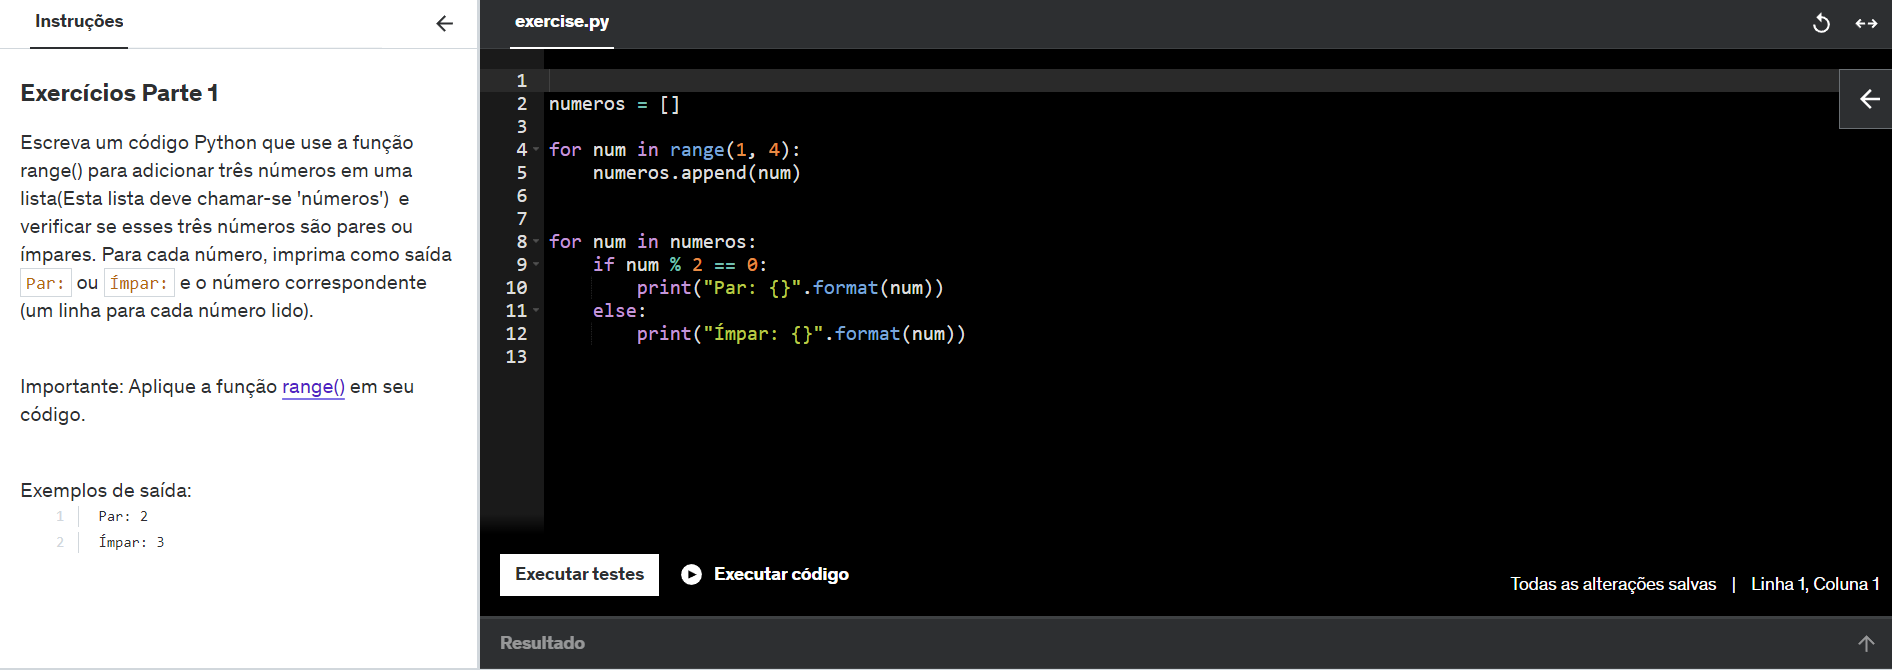 Instruções
Exercícios Parte 1
Escreva um código Python que use a função
range() para adicionar três números em uma
lista(Esta lista deve chamar-se 'números')  e
verificar se esses três números são pares ou
ímpares. Para cada número, imprima como saída
Par: ou Ímpar: e o número correspondente
(um linha para cada número lido).
Importante: Aplique a função range() em seu
código.
Exemplos de saída:
1 Par: 2
2 Ímpar: 3
exercise.py
1
2 numeros = []
3
4 for num in range(1, 4):
5     numeros.append(num)
6
7
8 for num in numeros:
9     if num % 2 == 0:
10         print("Par: {}".format(num))
11     else:
12         print("Ímpar: {}".format(num))
13
Executar testes Executar código
Todas as alterações salvas | Linha 1, Coluna 1
Resultado